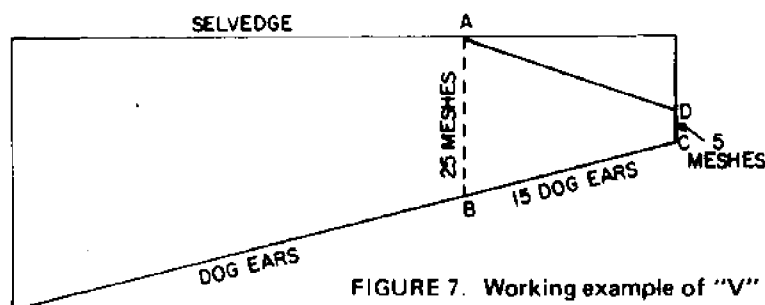 SELVEDGE
A
25 MESHES
D
5
MESHES
C
B
15 DOG EARS
DOG EARS
FIGURE 7. Working example of "V"